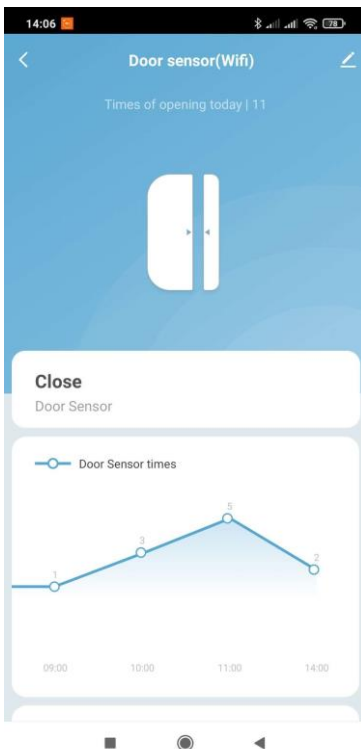 14:06
78
Door sensor(Wifi)
Times of opening today | 11
Close
Door Sensor
Door Sensor times
1
3
5
2
09:00 10:00 11:00 14:00